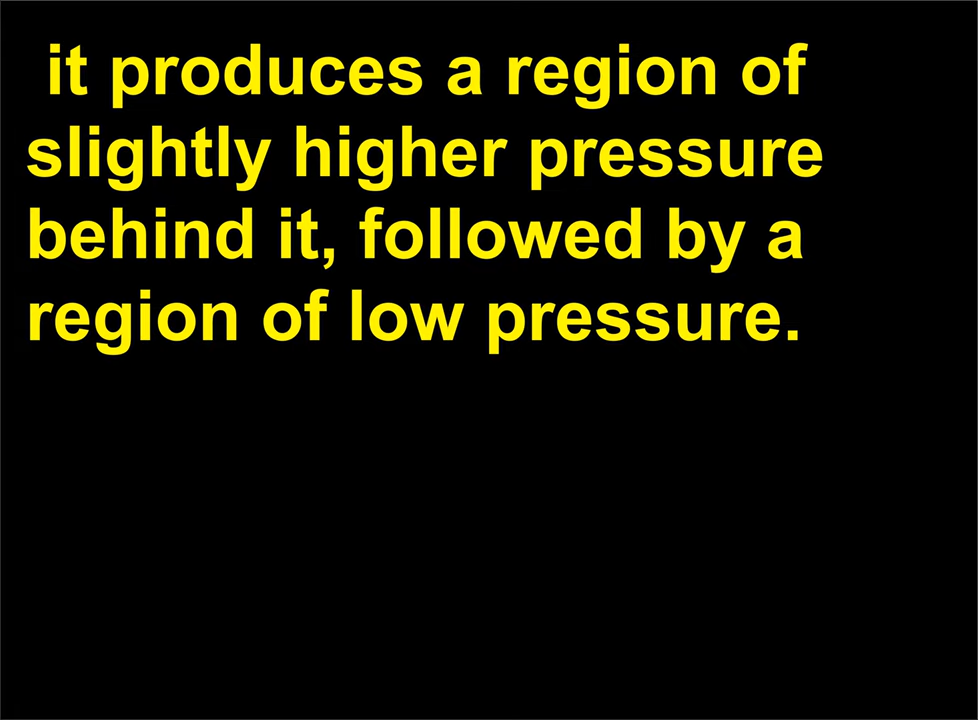 it produces a region of
slightly higher pressure
behind it, followed by a
region of low pressure.